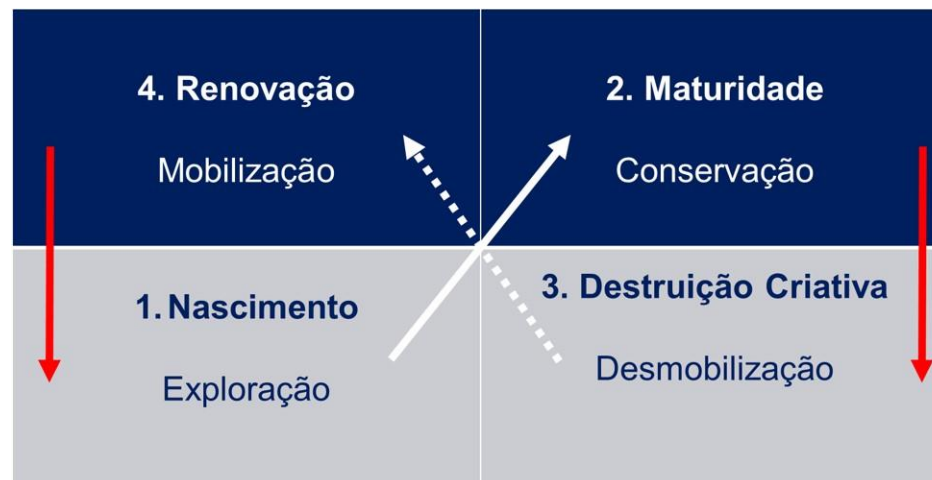 4. Renovação
Mobilização
2. Maturidade
Conservação
1. Nascimento
Exploração
3. Destruição Criativa
Desmobilização